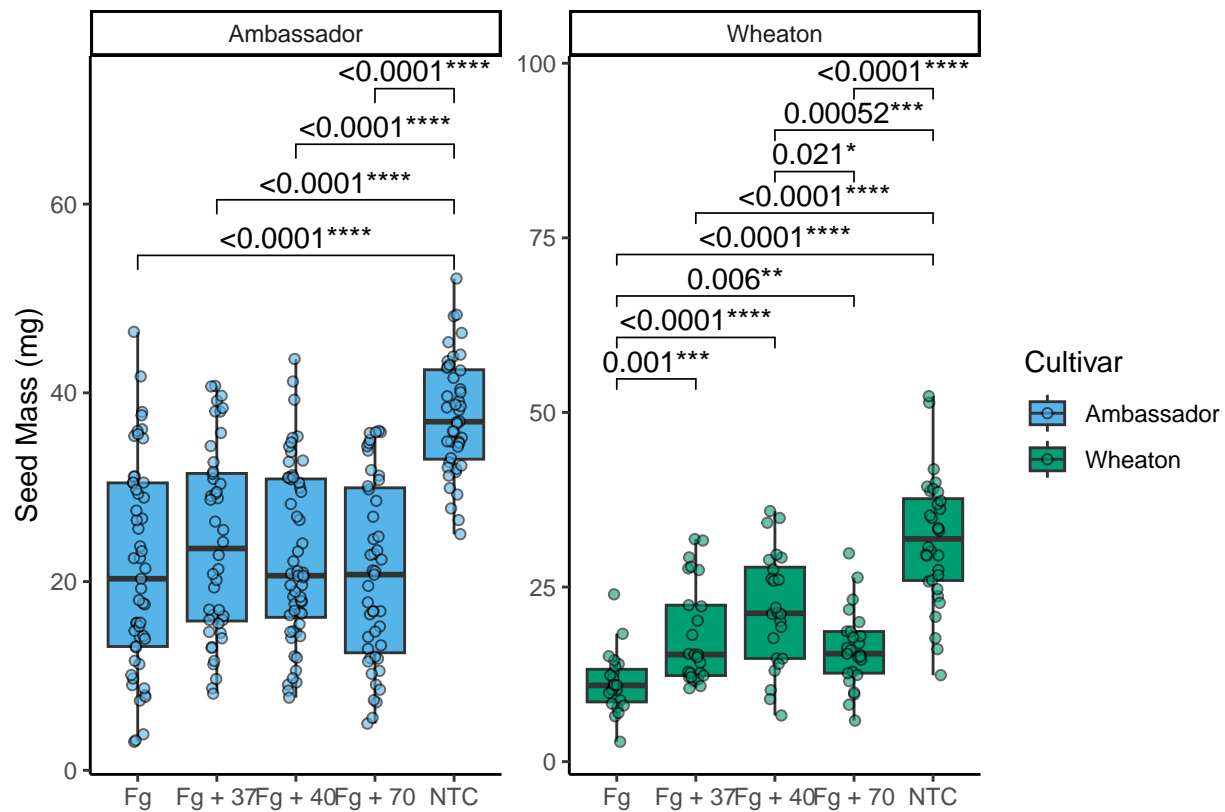 Ambassador
Wheaton
Seed Mass (mg)
60
40
20
0
<0.0001****
<0.0001****
<0.0001****
<0.0001****
Fg
Fg + 37
Fg + 40
Fg + 70
NTC
100
75
50
25
0
<0.0001****
0.00052***
0.021*
<0.0001****
<0.0001****
0.006**
<0.0001****
0.001***
Fg
Fg + 37
Fg + 40
Fg + 70
NTC
Cultivar
Ambassador
Wheaton